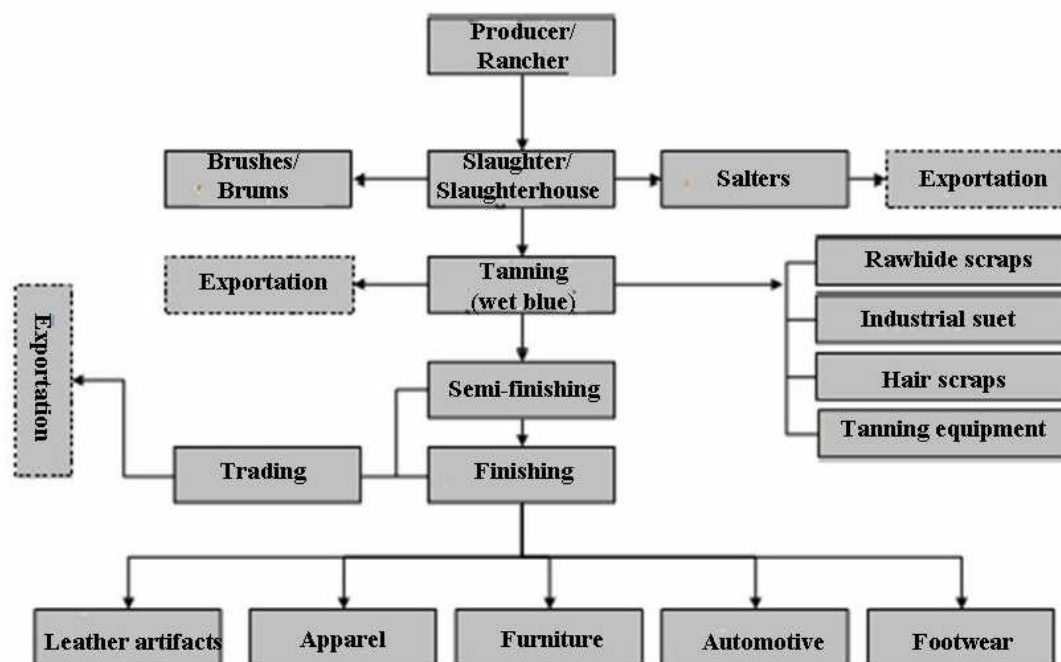 Producer/
Rancher
Brushes/
Brums
Slaughter/
Slaughterhouse
Salters
Exportation
Exportation
Tanning
(wet blue)
Rawhide scraps
Industrial suet
Hair scraps
Tanning equipment
Exportation
Semi-finishing
Trading
Finishing
Leather artifacts
Apparel
Furniture
Automotive
Footwear